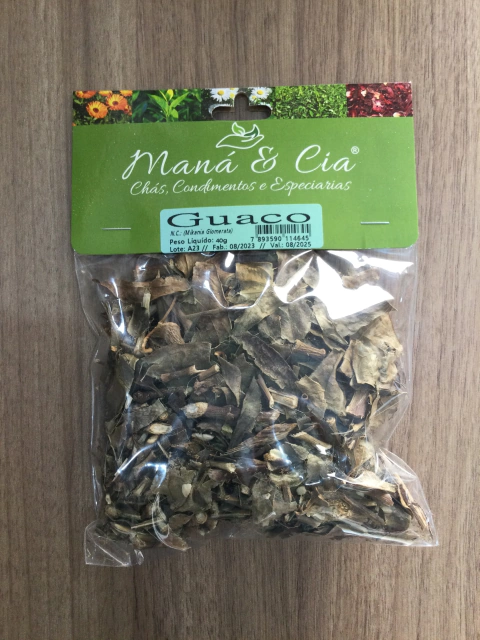 Maná & Cia®
Chás, Condimentos e Especiarias
Guaco
N.C.: (Mikania Glomerata)
Peso Líquido: 40g
7 893590 114645
Lote: A23 // Fab.: 08/2023 // Val.: 08/2025